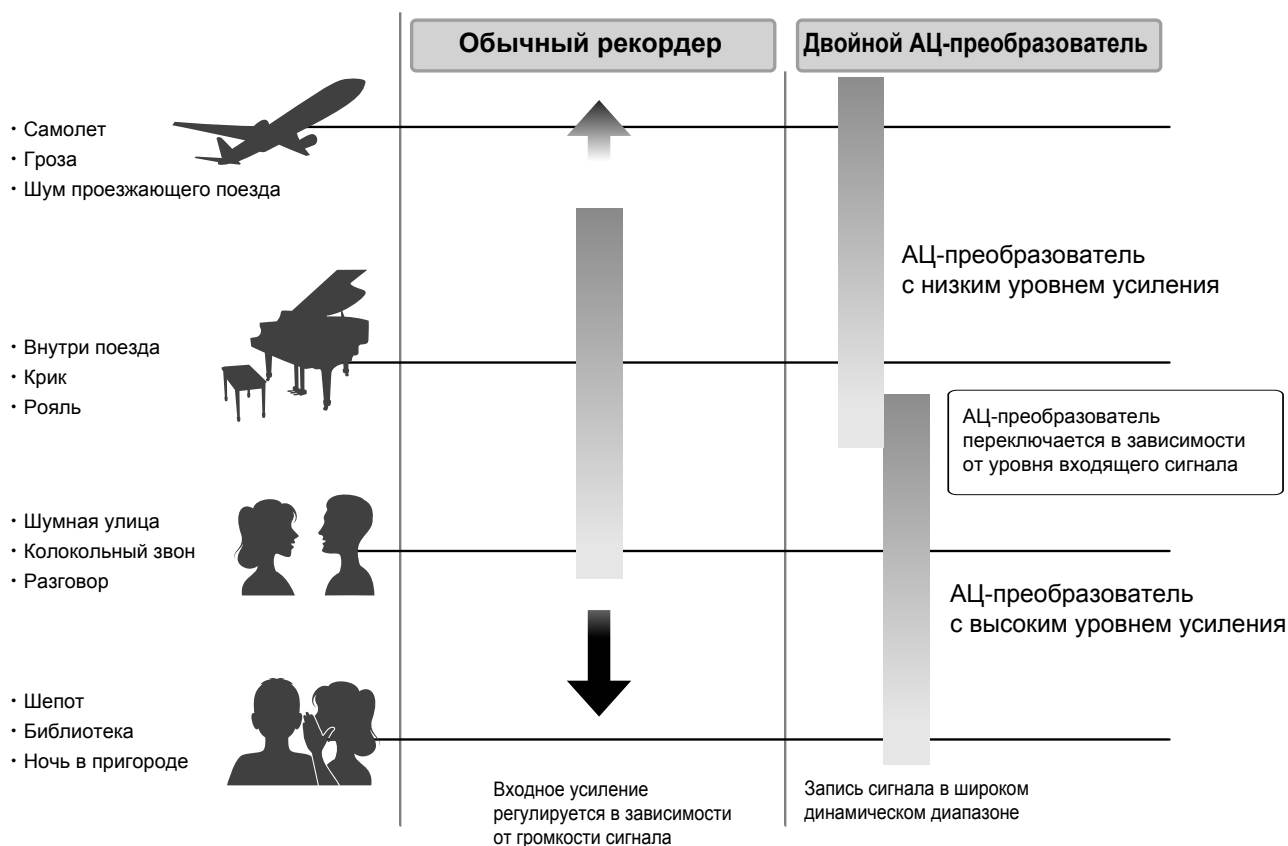 Обычный рекордер
Двойной АЦ-преобразователь
・Самолет
・Гроза
・Шум проезжающего поезда
АЦ-преобразователь
с низким уровнем усиления
・Внутри поезда
・Крик
・Рояль
АЦ-преобразователь
переключается в зависимости
от уровня входящего сигнала
・Шумная улица
・Колокольный звон
・Разговор
АЦ-преобразователь
с высоким уровнем усиления
・Шепот
・Библиотека
・Ночь в пригороде
Входное усиление
регулируется в зависимости
от громкости сигнала
Запись сигнала в широком
динамическом диапазоне